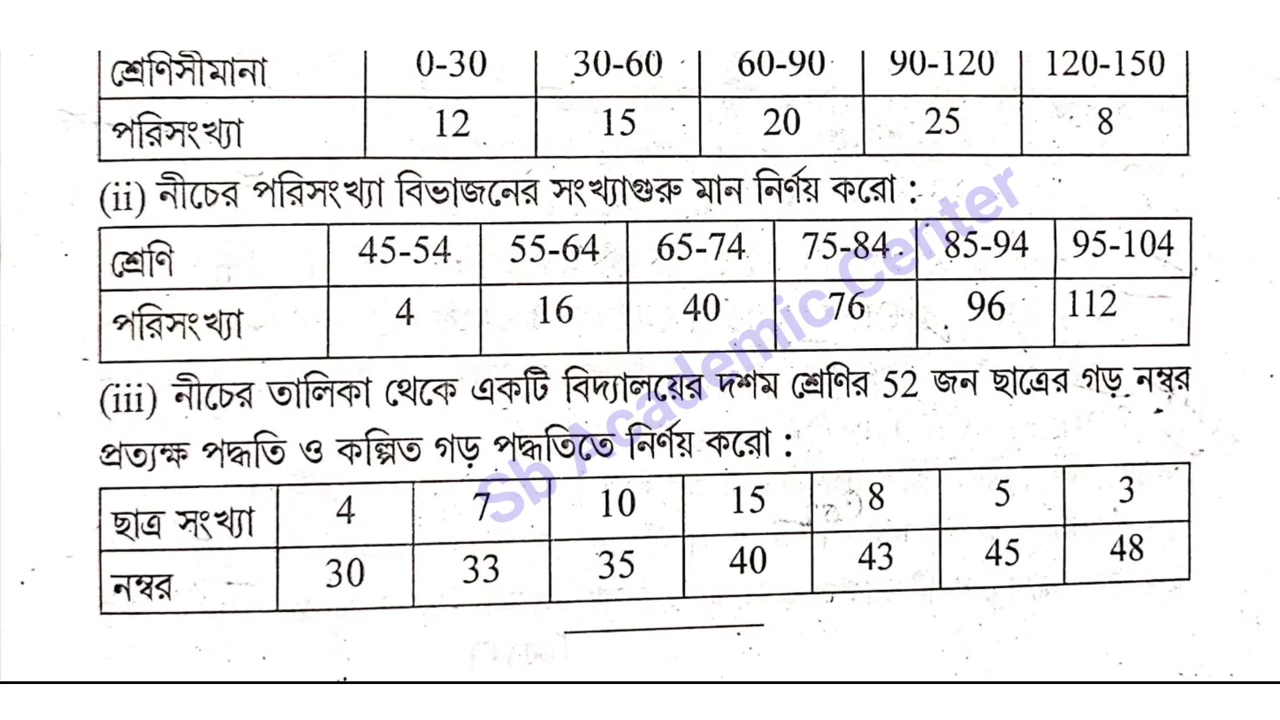 শ্রেণিসীমানা 0-30 30-60 60-90 90-120 120-150
পরিসংখ্যা 12 15 20 25 8
(ii) নীচের পরিসংখ্যা বিভাজনের সংখ্যাগুরু মান নির্ণয় করো :
শ্রেণি 45-54 55-64 65-74 75-84 85-94 95-104
পরিসংখ্যা 4 16 40 76 96 112
(iii) নীচের তালিকা থেকে একটি বিদ্যালয়ের দশম শ্রেণির 52 জন ছাত্রের গড় নম্বর
প্রত্যক্ষ পদ্ধতি ও কল্পিত গড় পদ্ধতিতে নির্ণয় করো :
ছাত্র সংখ্যা 4 7 10 15 8 5 3
নম্বর 30 33 35 40 43 45 48
Sb Academic Center